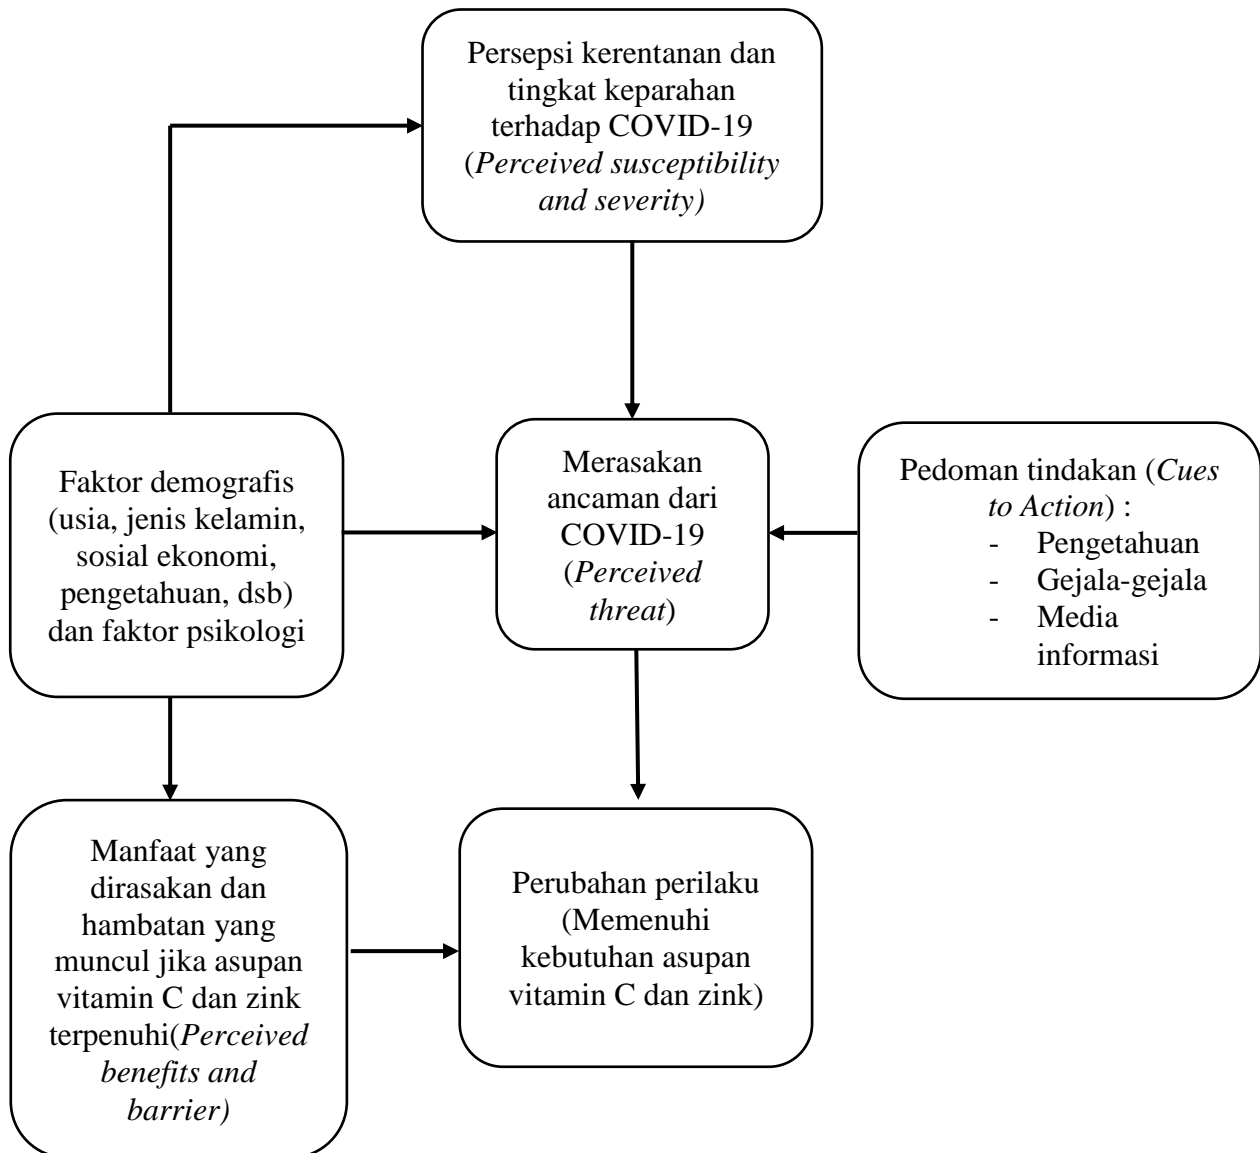 Persepsi kerentanan dan
tingkat keparahan
terhadap COVID-19
(Perceived susceptibility
and severity)
Faktor demografis
(usia, jenis kelamin,
sosial ekonomi,
pengetahuan, dsb)
dan faktor psikologi
Merasakan
ancaman dari
COVID-19
(Perceived
threat)
Pedoman tindakan (Cues
to Action) :
- Pengetahuan
- Gejala-gejala
- Media
informasi
Manfaat yang
dirasakan dan
hambatan yang
muncul jika asupan
vitamin C dan zink
terpenuhi(Perceived
benefits and
barrier)
Perubahan perilaku
(Memenuhi
kebutuhan asupan
vitamin C dan zink)